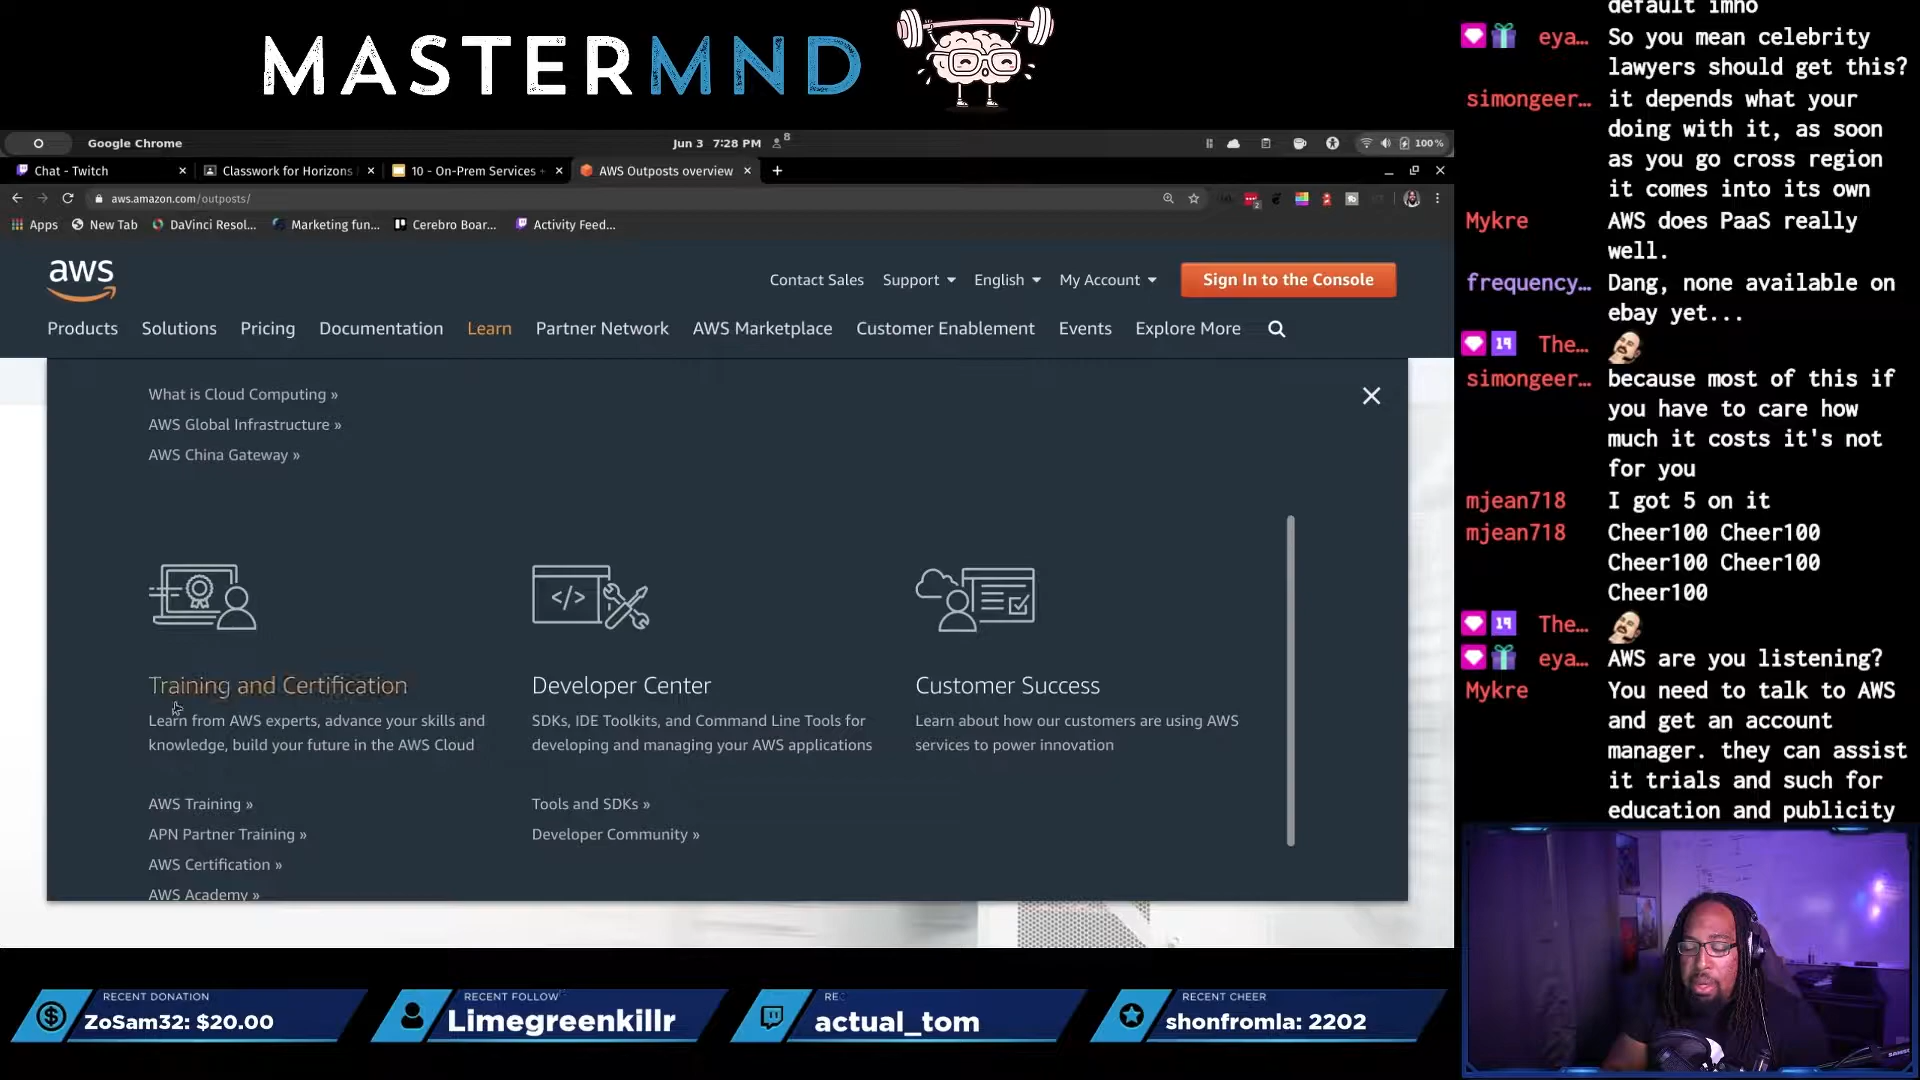 MASTERMND
Google Chrome
Jun 3 7:28 PM
8
100%
Chat - Twitch
Classwork for Horizons
10 - On-Prem Services +
AWS Outposts overview
aws.amazon.com/outposts/
Apps
New Tab
DaVinci Resol...
Marketing fun...
Cerebro Boar...
Activity Feed...
aws
Contact Sales
Support
English
My Account
Sign In to the Console
Products
Solutions
Pricing
Documentation
Learn
Partner Network
AWS Marketplace
Customer Enablement
Events
Explore More
What is Cloud Computing »
AWS Global Infrastructure »
AWS China Gateway »
</>
Training and Certification
Learn from AWS experts, advance your skills and
knowledge, build your future in the AWS Cloud
AWS Training »
APN Partner Training »
AWS Certification »
AWS Academy »
Developer Center
SDKs, IDE Toolkits, and Command Line Tools for
developing and managing your AWS applications
Tools and SDKs »
Developer Community »
Customer Success
Learn about how our customers are using AWS
services to power innovation
default imho
eya... So you mean celebrity
lawyers should get this?
simongeer... it depends what your
doing with it, as soon
as you go cross region
it comes into its own
Mykre AWS does PaaS really
well.
frequency... Dang, none available on
ebay yet...
19 The...
simongeer... because most of this if
you have to care how
much it costs it's not
for you
mjean718 I got 5 on it
mjean718 Cheer100 Cheer100
Cheer100 Cheer100
Cheer100
19 The...
eya... AWS are you listening?
Mykre You need to talk to AWS
and get an account
manager. they can assist
it trials and such for
education and publicity
RECENT DONATION
ZoSam32: $20.00
RECENT FOLLOW
Limegreenkillr
RE
actual_tom
RECENT CHEER
shonfromla: 2202